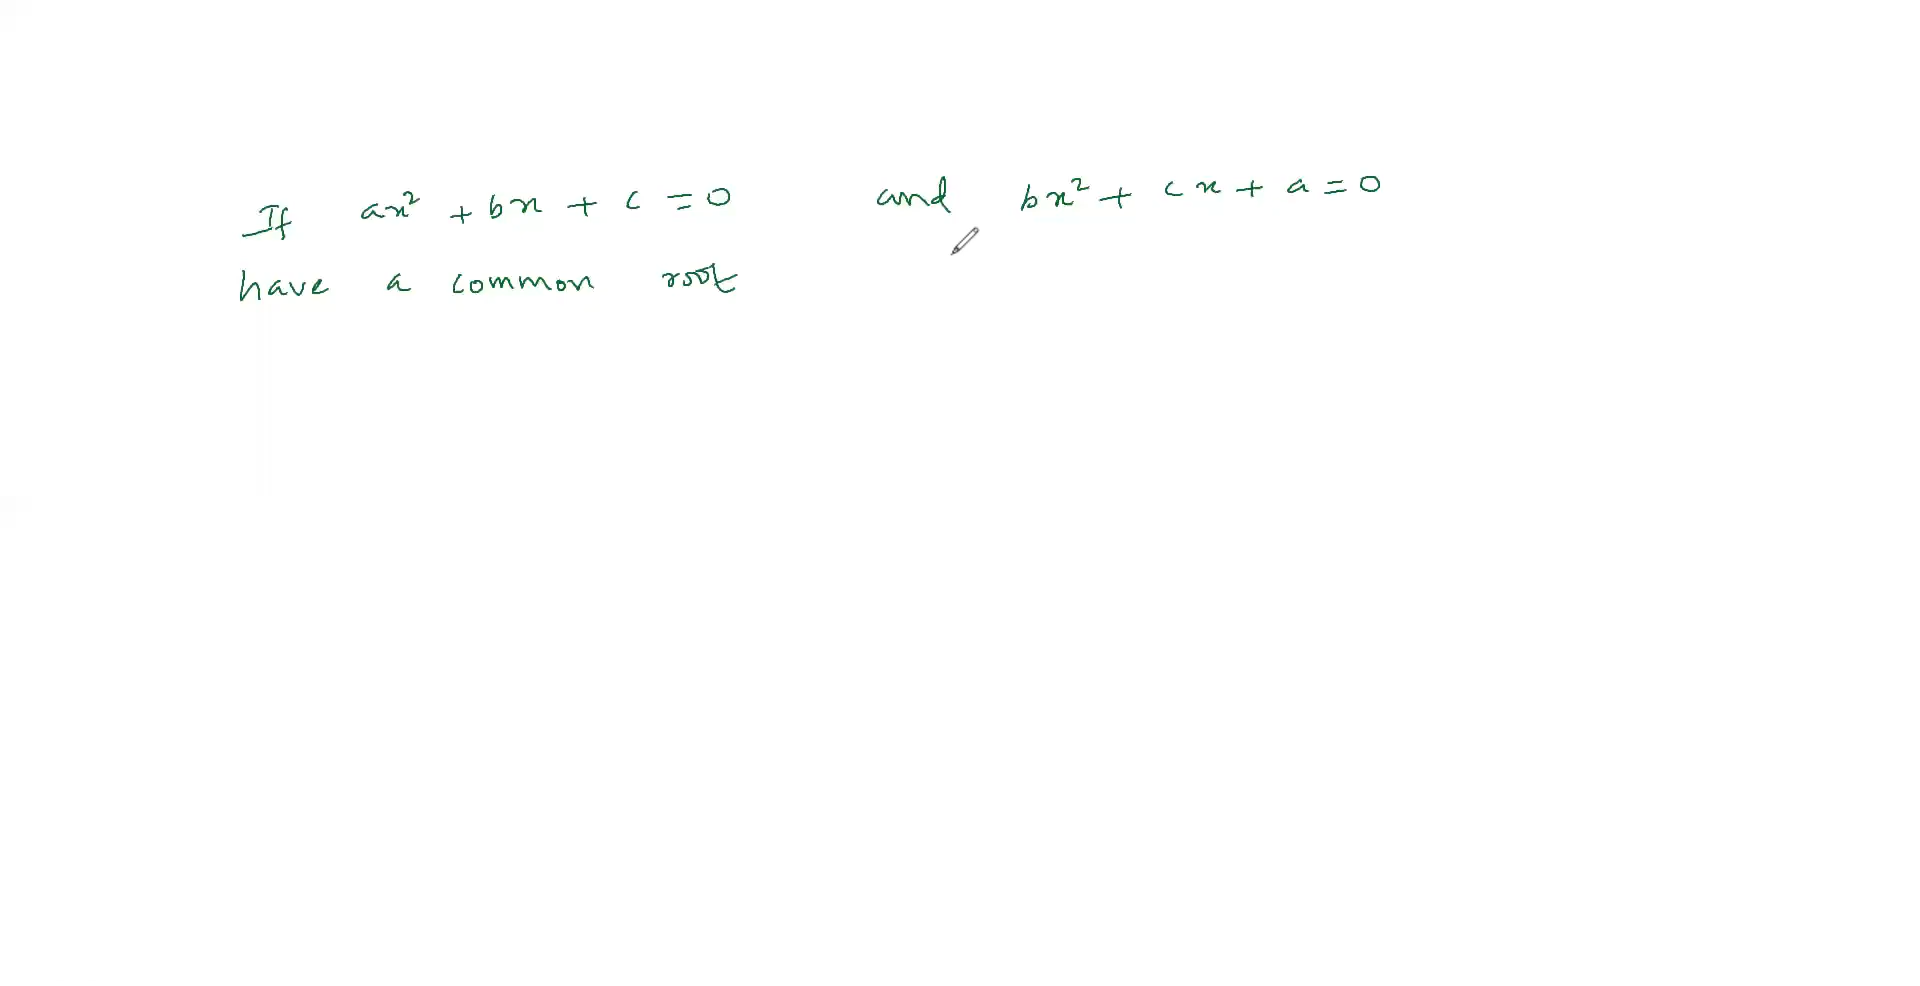 If ax² + bx + c = 0 and bx² + cx + a = 0
have a common root